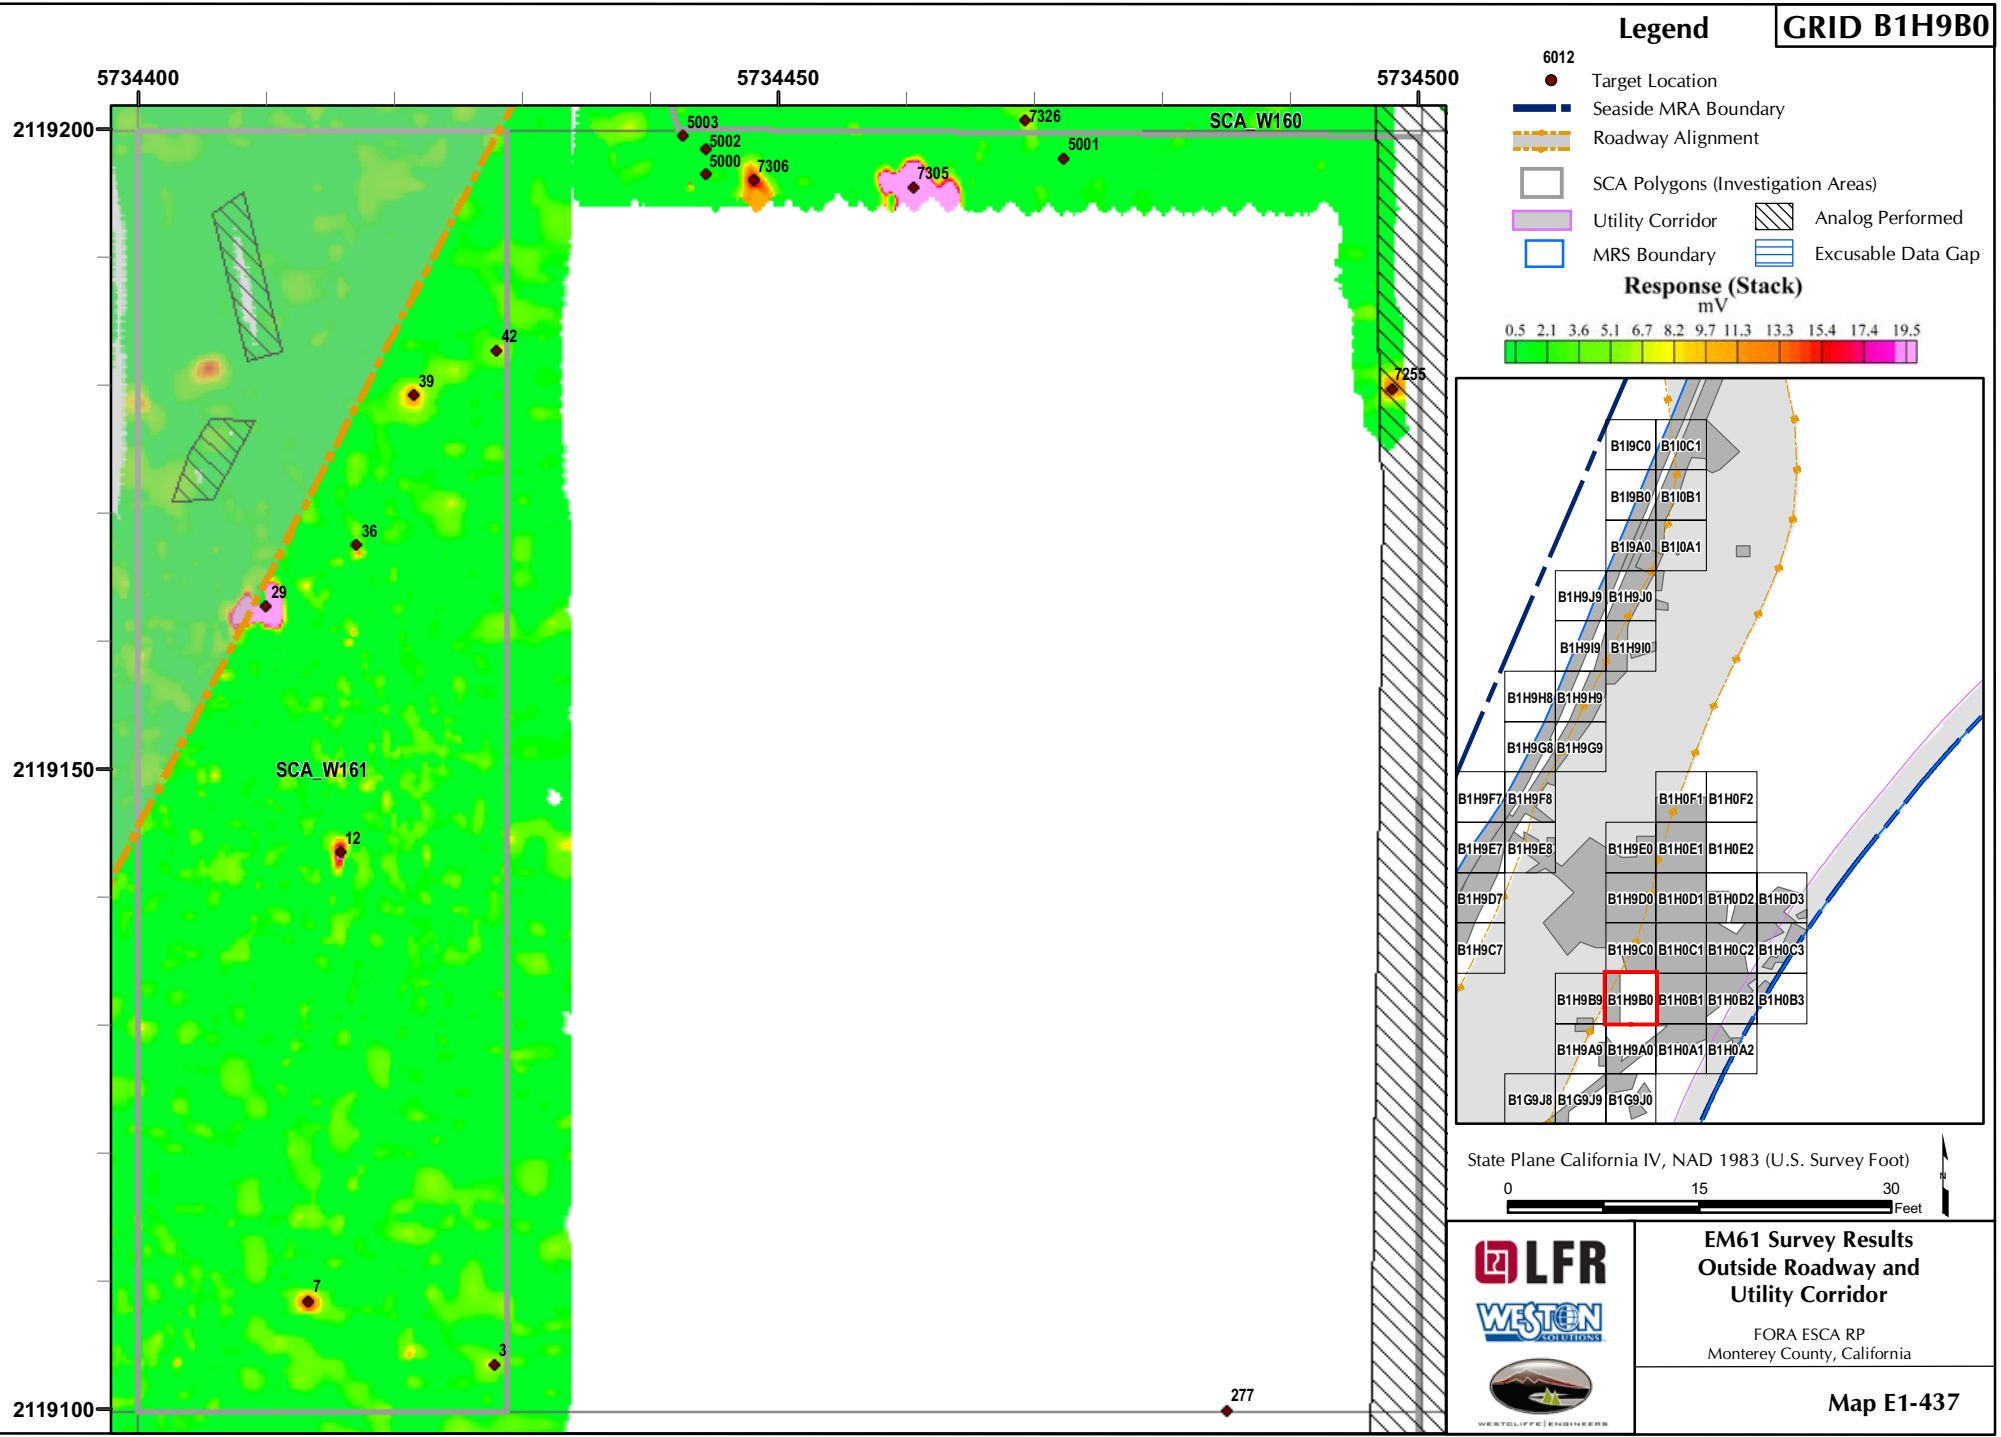 Legend
GRID B1H9B0
6012
Target Location
Seaside MRA Boundary
Roadway Alignment
SCA Polygons (Investigation Areas)
Utility Corridor
Analog Performed
MRS Boundary
Excusable Data Gap
Response (Stack)
mV
0.5 2.1 3.6 5.1 6.7 8.2 9.7 11.3 13.3 15.4 17.4 19.5
5734400 5734450 5734500
2119200
2119150
2119100
5003
5002
5000
7306
7305
7326
5001
SCA_W160
7255
42
39
36
29
SCA_W161
12
7
3
277
B1I9C0 B1I0C1
B1I9B0 B1I0B1
B1I9A0 B1I0A1
B1H9J9 B1H9J0
B1H9I9 B1H9I0
B1H9H8 B1H9H9
B1H9G8 B1H9G9
B1H9F7 B1H9F8 B1H0F1 B1H0F2
B1H9E7 B1H9E8 B1H9E0 B1H0E1 B1H0E2
B1H9D7 B1H9D0 B1H0D1 B1H0D2 B1H0D3
B1H9C7 B1H9C0 B1H0C1 B1H0C2 B1H0C3
B1H9B9 B1H9B0 B1H0B1 B1H0B2 B1H0B3
B1H9A9 B1H9A0 B1H0A1 B1H0A2
B1G9J8 B1G9J9 B1G9J0
State Plane California IV, NAD 1983 (U.S. Survey Foot)
0 15 30
Feet
N
LFR
WESTON
SOLUTIONS
WESTCLIFFE ENGINEERS
EM61 Survey Results
Outside Roadway and
Utility Corridor
FORA ESCA RP
Monterey County, California
Map E1-437